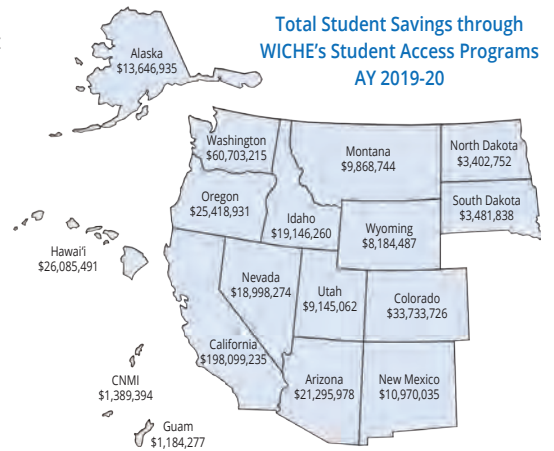 Total Student Savings through
WICHE's Student Access Programs
AY 2019-20
Alaska
$13,646,935
Washington
$60,703,215
Montana
$9,868,744
North Dakota
$3,402,752
Oregon
$25,418,931
Idaho
$19,146,260
South Dakota
$3,481,838
Wyoming
$8,184,487
Hawai'i
$26,085,491
Nevada
$18,998,274
Utah
$9,145,062
Colorado
$33,733,726
California
$198,099,235
CNMI
$1,389,394
Arizona
$21,295,978
New Mexico
$10,970,035
Guam
$1,184,277